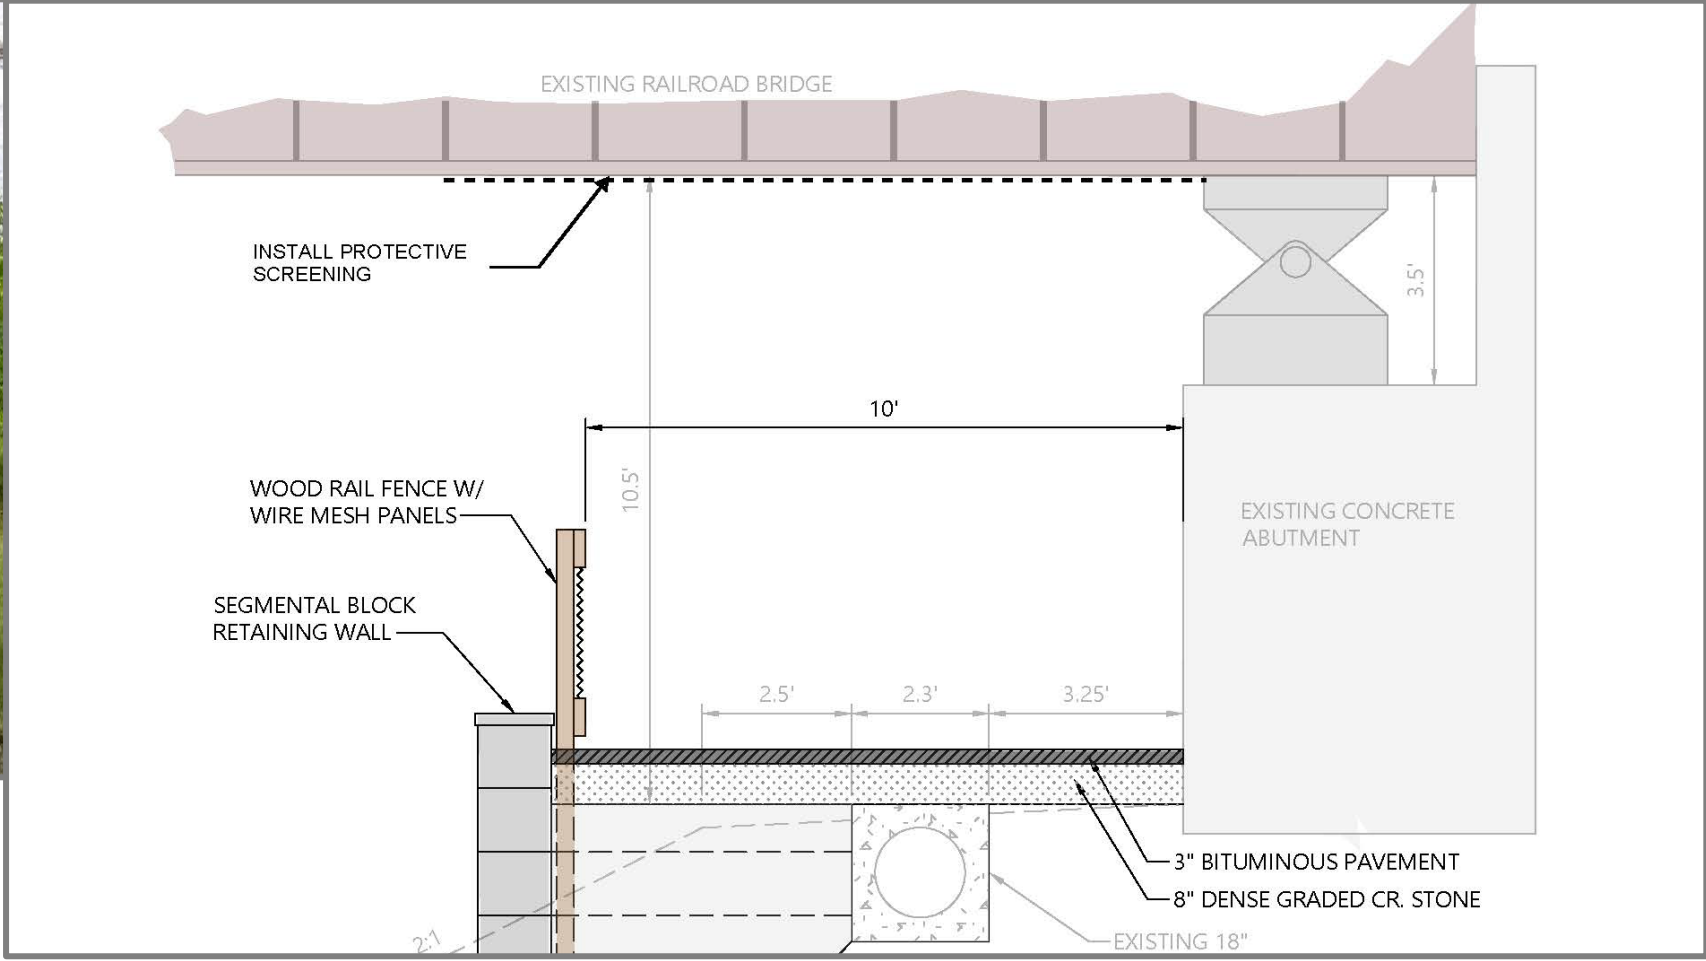 EXISTING RAILROAD BRIDGE
INSTALL PROTECTIVE
SCREENING
3.5'
10'
10.5'
WOOD RAIL FENCE W/
WIRE MESH PANELS
EXISTING CONCRETE
ABUTMENT
SEGMENTAL BLOCK
RETAINING WALL
2.5'
2.3'
3.25'
3" BITUMINOUS PAVEMENT
8" DENSE GRADED CR. STONE
EXISTING 18"
2:1